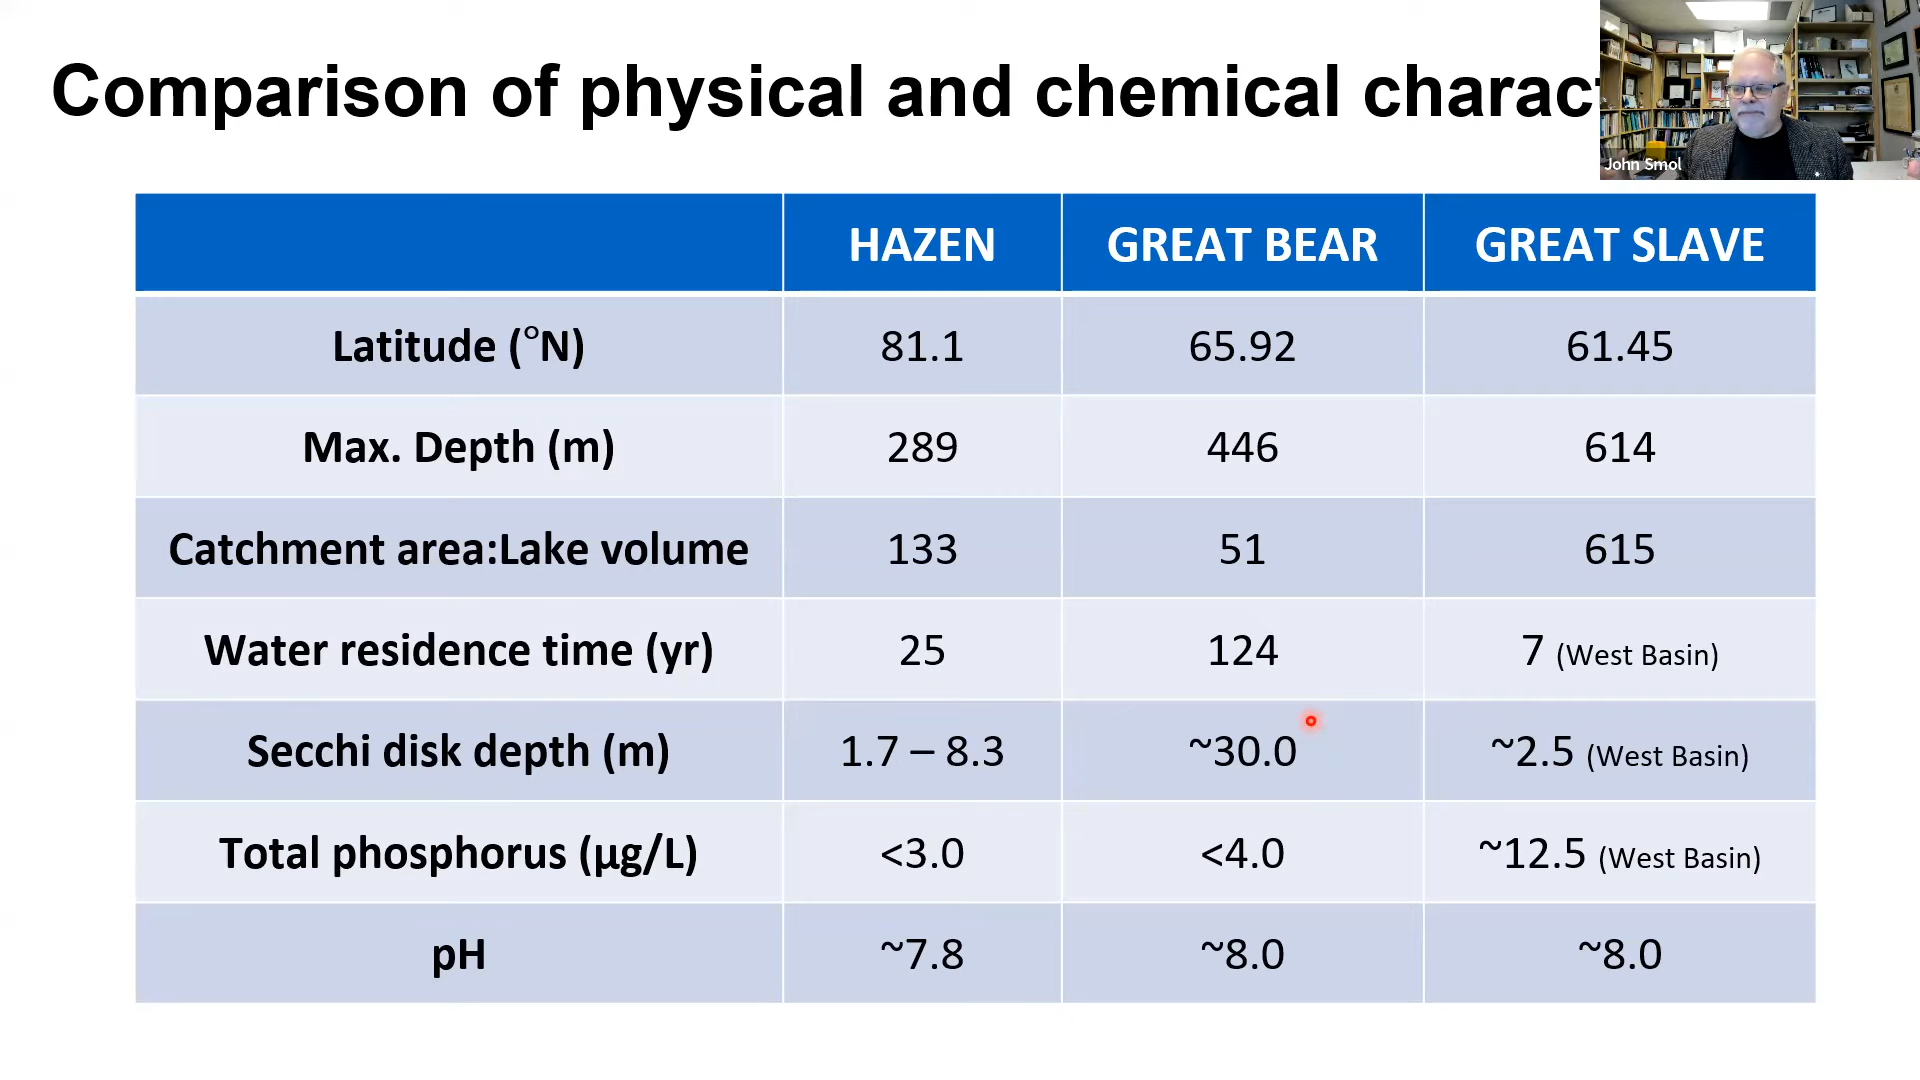 Comparison of physical and chemical charact
John Smol
HAZEN GREAT BEAR GREAT SLAVE
Latitude (°N) 81.1 65.92 61.45
Max. Depth (m) 289 446 614
Catchment area:Lake volume 133 51 615
Water residence time (yr) 25 124 7 (West Basin)
Secchi disk depth (m) 1.7 – 8.3 ~30.0 ~2.5 (West Basin)
Total phosphorus (µg/L) <3.0 <4.0 ~12.5 (West Basin)
pH ~7.8 ~8.0 ~8.0